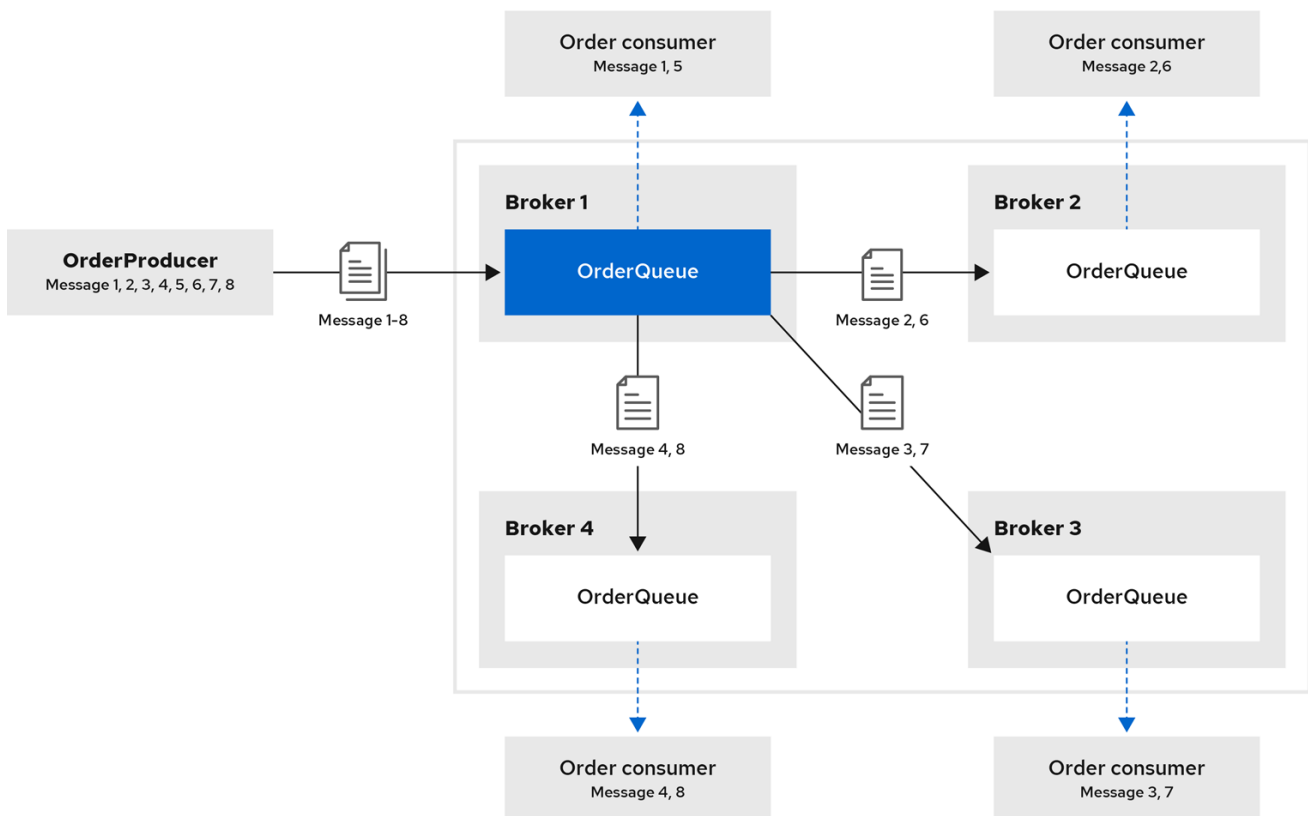 Order consumer
Message 1, 5
Order consumer
Message 2,6
Broker 1
Broker 2
OrderProducer
Message 1, 2, 3, 4, 5, 6, 7, 8
Message 1-8
OrderQueue
Message 2, 6
OrderQueue
Message 4, 8
Message 3, 7
Broker 4
Broker 3
OrderQueue
OrderQueue
Order consumer
Message 4, 8
Order consumer
Message 3, 7